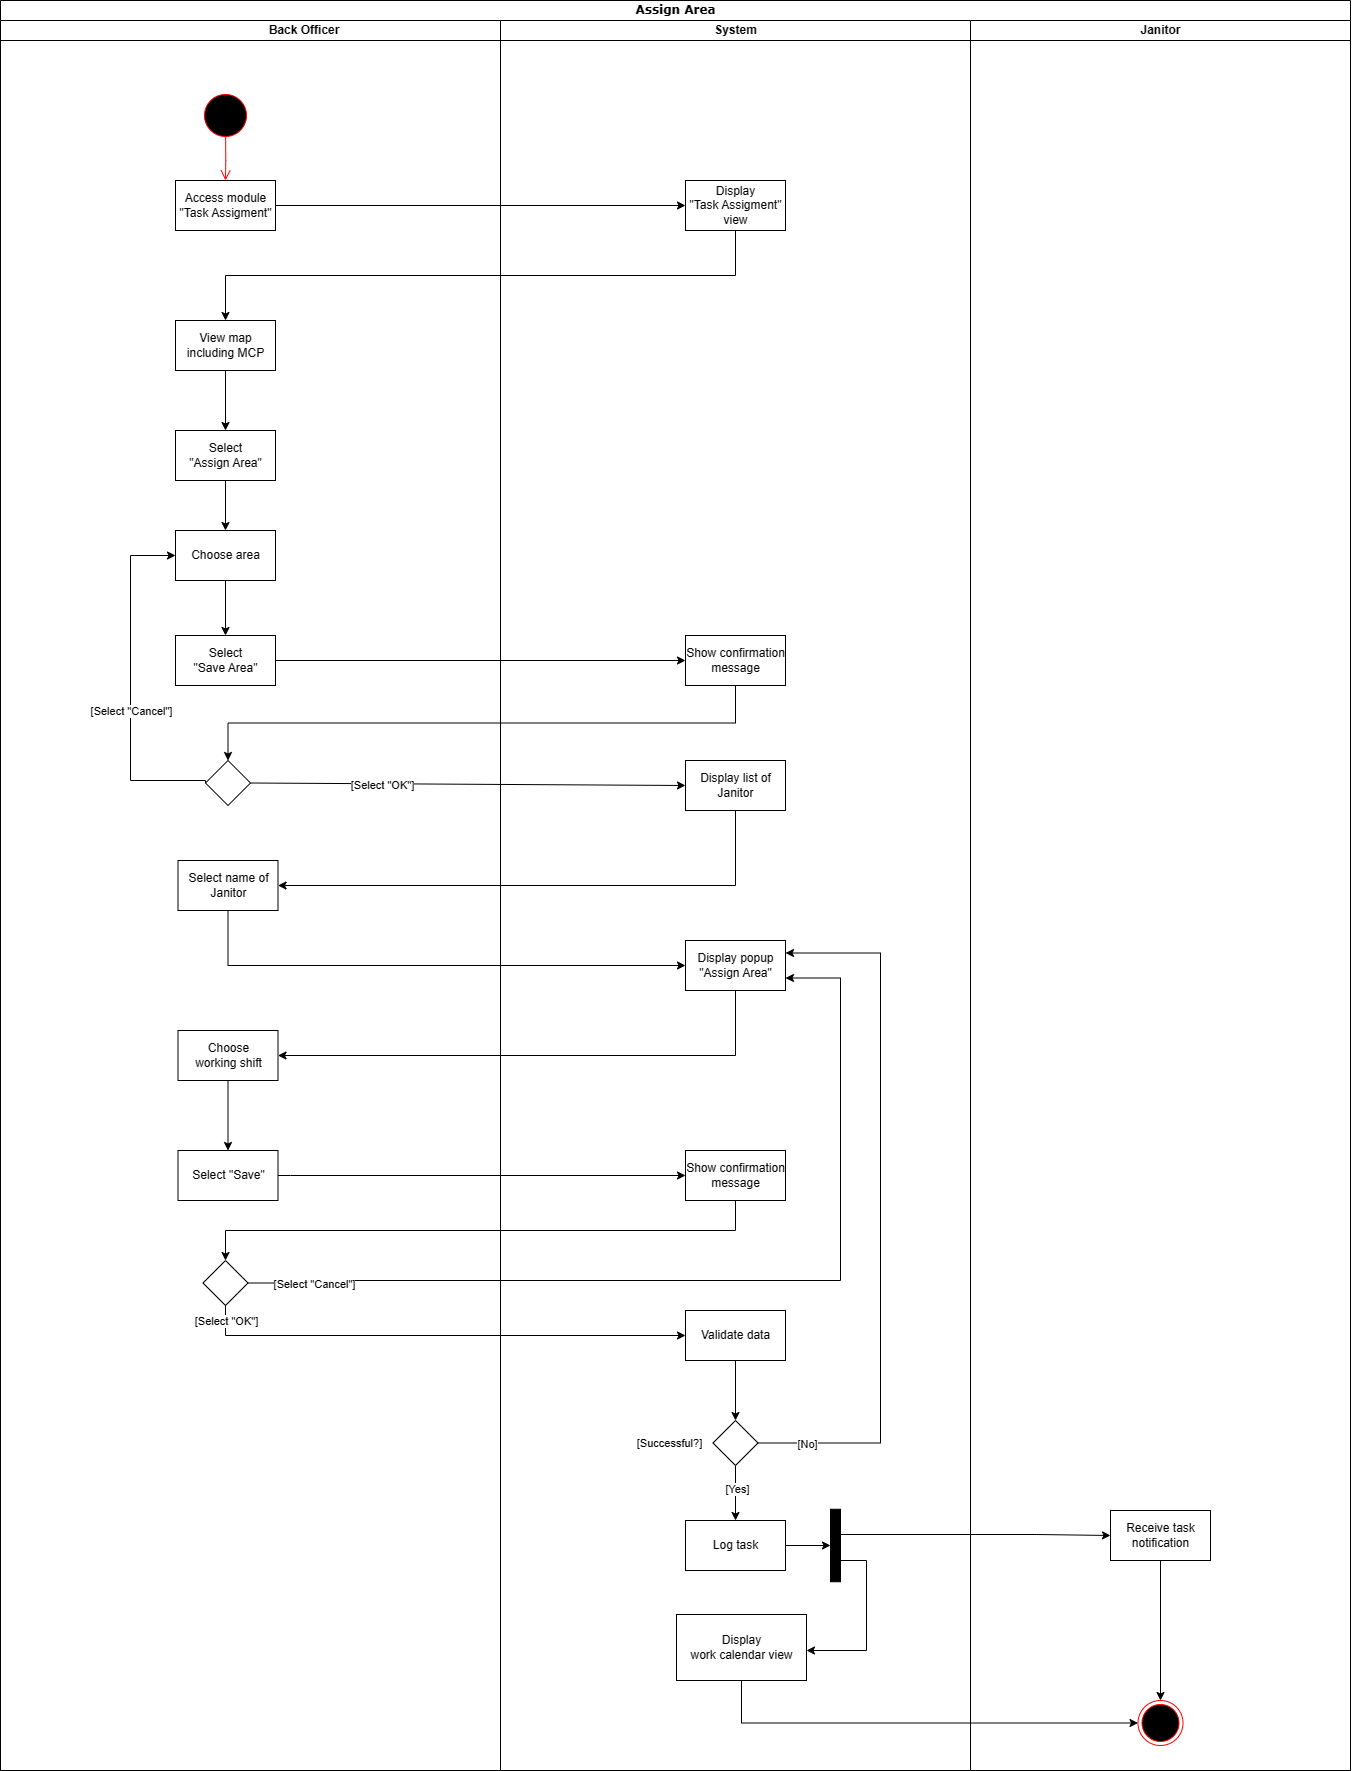 Assign Area
Back Officer
System
Janitor
Access module
"Task Assigment"
Display
"Task Assigment"
view
View map
including MCP
Select
"Assign Area"
Choose area
Select
"Save Area"
Show confirmation
message
[Select "Cancel"]
[Select "OK"]
Display list of
Janitor
Select name of
Janitor
Display popup
"Assign Area"
Choose
working shift
Select "Save"
Show confirmation
message
[Select "Cancel"]
[Select "OK"]
Validate data
[Successful?]
[No]
[Yes]
Log task
Receive task
notification
Display
work calendar view